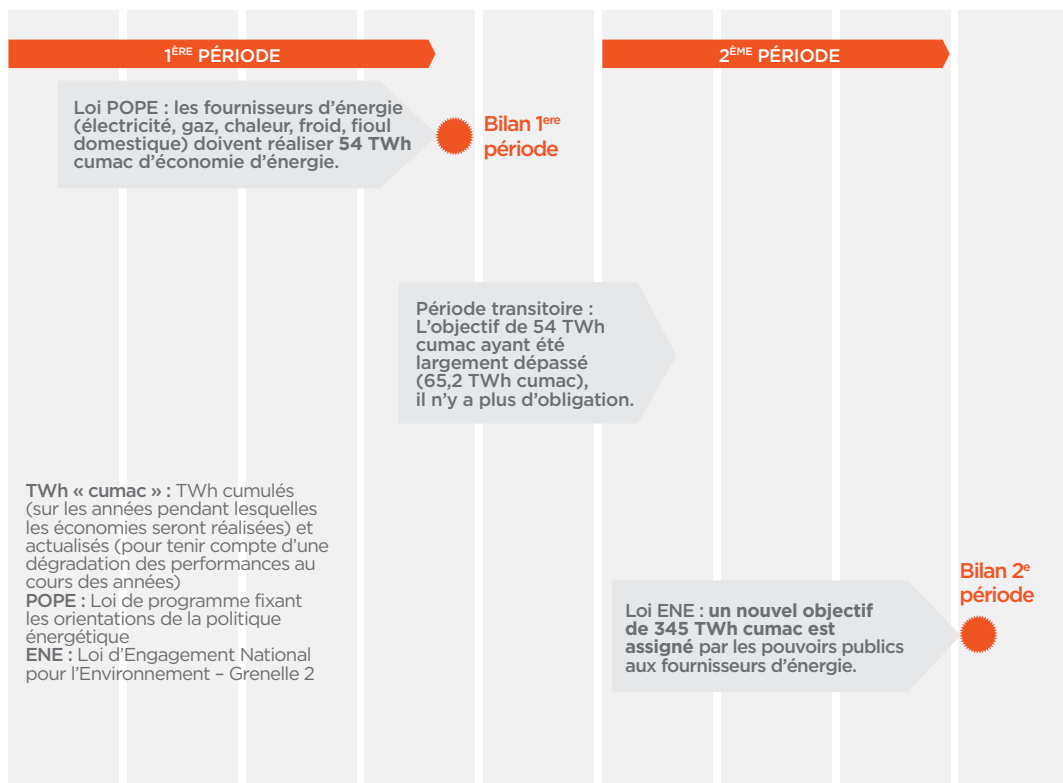 1ÈRE PÉRIODE
2ÈME PÉRIODE
Loi POPE : les fournisseurs d’énergie
(électricité, gaz, chaleur, froid, fioul
domestique) doivent réaliser 54 TWh
cumac d’économie d’énergie.
Bilan 1ere
période
Période transitoire :
L’objectif de 54 TWh
cumac ayant été
largement dépassé
(65,2 TWh cumac),
il n’y a plus d’obligation.
TWh « cumac » : TWh cumulés
(sur les années pendant lesquelles
les économies seront réalisées) et
actualisés (pour tenir compte d’une
dégradation des performances au
cours des années)
POPE : Loi de programme fixant
les orientations de la politique
énergétique
ENE : Loi d’Engagement National
pour l’Environnement – Grenelle 2
Loi ENE : un nouvel objectif
de 345 TWh cumac est
assigné par les pouvoirs publics
aux fournisseurs d’énergie.
Bilan 2e
période